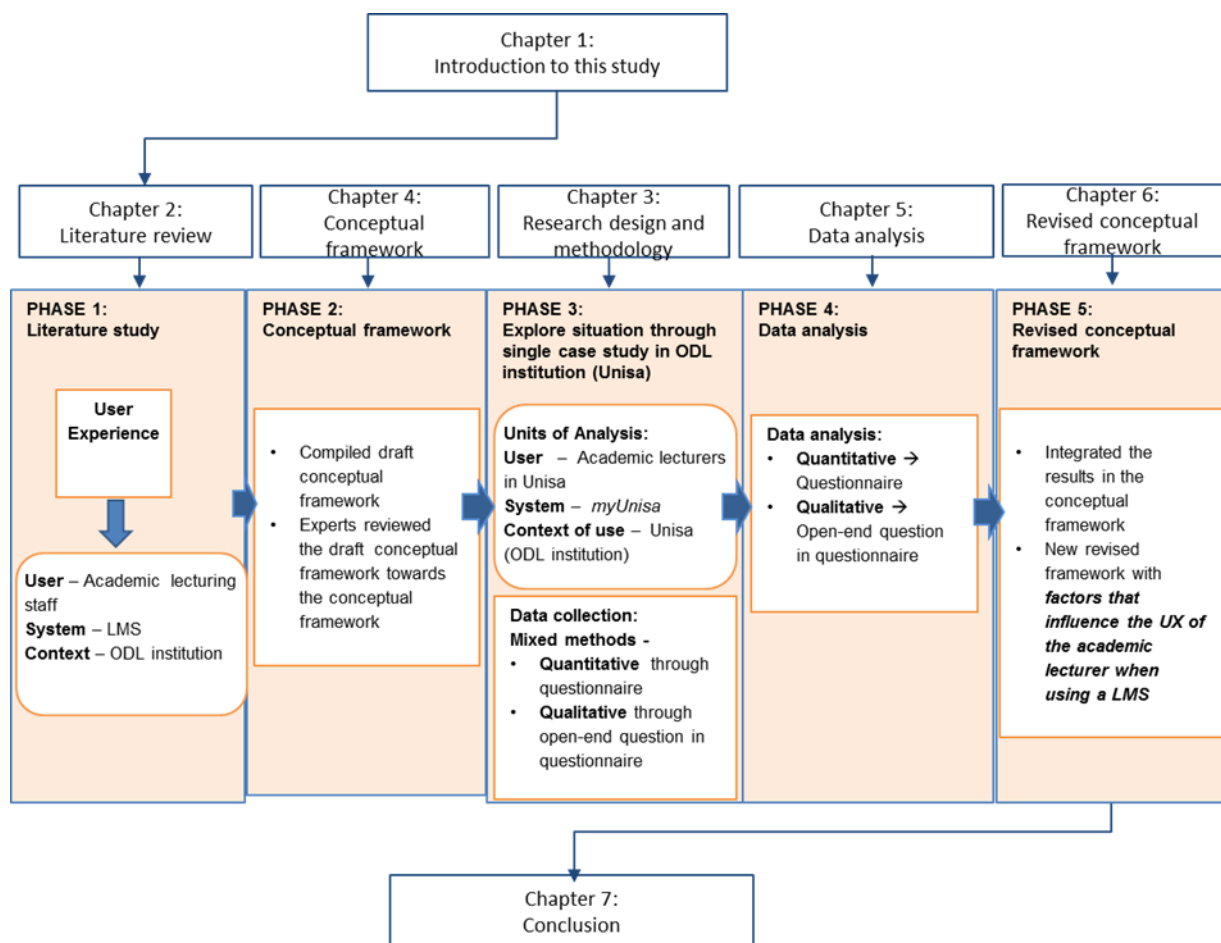 Chapter 1:
Introduction to this study
Chapter 2:
Literature review
Chapter 4:
Conceptual
framework
Chapter 3:
Research design and
methodology
Chapter 5:
Data analysis
Chapter 6:
Revised conceptual
framework
PHASE 1:
Literature study
User
Experience
User – Academic lecturing
staff
System – LMS
Context – ODL institution
PHASE 2:
Conceptual framework
• Compiled draft
conceptual
framework
• Experts reviewed
the draft conceptual
framework towards
the conceptual
framework
PHASE 3:
Explore situation through
single case study in ODL
institution (Unisa)
Units of Analysis:
User – Academic lecturers
in Unisa
System – myUnisa
Context of use – Unisa
(ODL institution)
Data collection:
Mixed methods -
• Quantitative through
questionnaire
• Qualitative through
open-end question in
questionnaire
PHASE 4:
Data analysis
Data analysis:
• Quantitative →
Questionnaire
• Qualitative →
Open-end question
in questionnaire
PHASE 5:
Revised conceptual
framework
• Integrated the
results in the
conceptual
framework
• New revised
framework with
factors that
influence the UX of
the academic
lecturer when
using a LMS
Chapter 7:
Conclusion